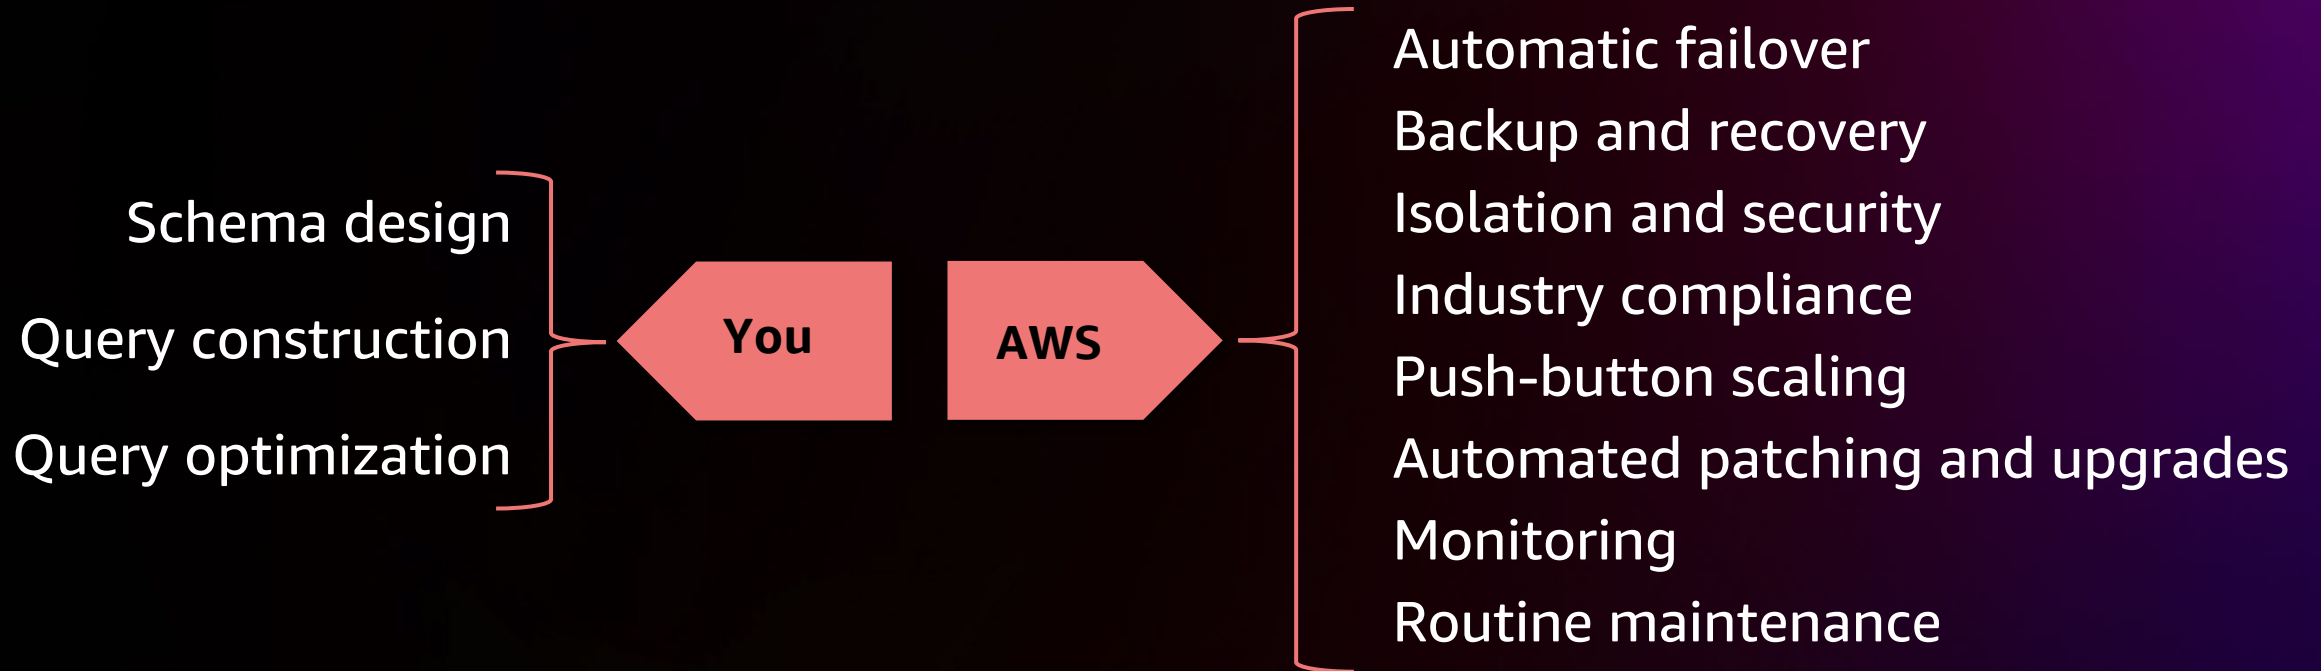 Schema design
Query construction
Query optimization
You
AWS
Automatic failover
Backup and recovery
Isolation and security
Industry compliance
Push-button scaling
Automated patching and upgrades
Monitoring
Routine maintenance